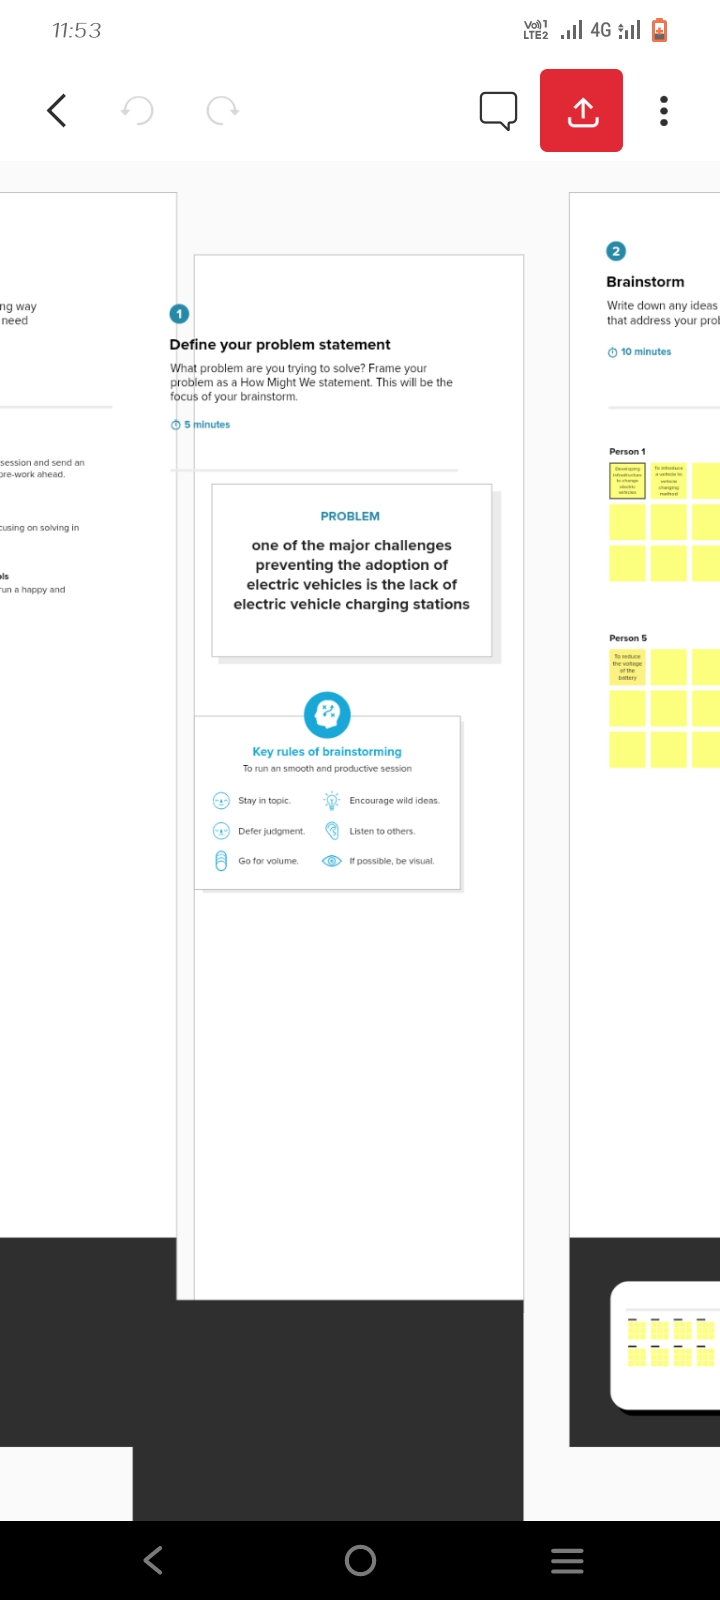 11:53
Vo))1
LTE2
4G
ng way
need
session and send an
pre-work ahead.
cusing on solving in
ols
run a happy and
1
Define your problem statement
What problem are you trying to solve? Frame your
problem as a How Might We statement. This will be the
focus of your brainstorm.
5 minutes
PROBLEM
one of the major challenges
preventing the adoption of
electric vehicles is the lack of
electric vehicle charging stations
Key rules of brainstorming
To run an smooth and productive session
Stay in topic.
Encourage wild ideas.
Defer judgment.
Listen to others.
Go for volume.
If possible, be visual.
2
Brainstorm
Write down any ideas
that address your prob
10 minutes
Person 1
Developing
infrastructure
to charge
electric
vehicles
To introduce
a vehicle to
vehicle
charging
method
Person 5
To reduce
the voltage
of the
battery